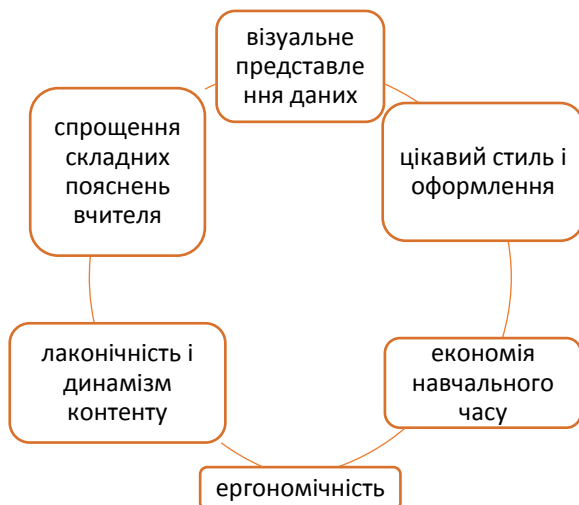 візуальне
представле
ння даних
цікавий стиль і
оформлення
економія
навчального
часу
ергономічність
лаконічність і
динамізм
контенту
спрощення
складних
пояснень
вчителя